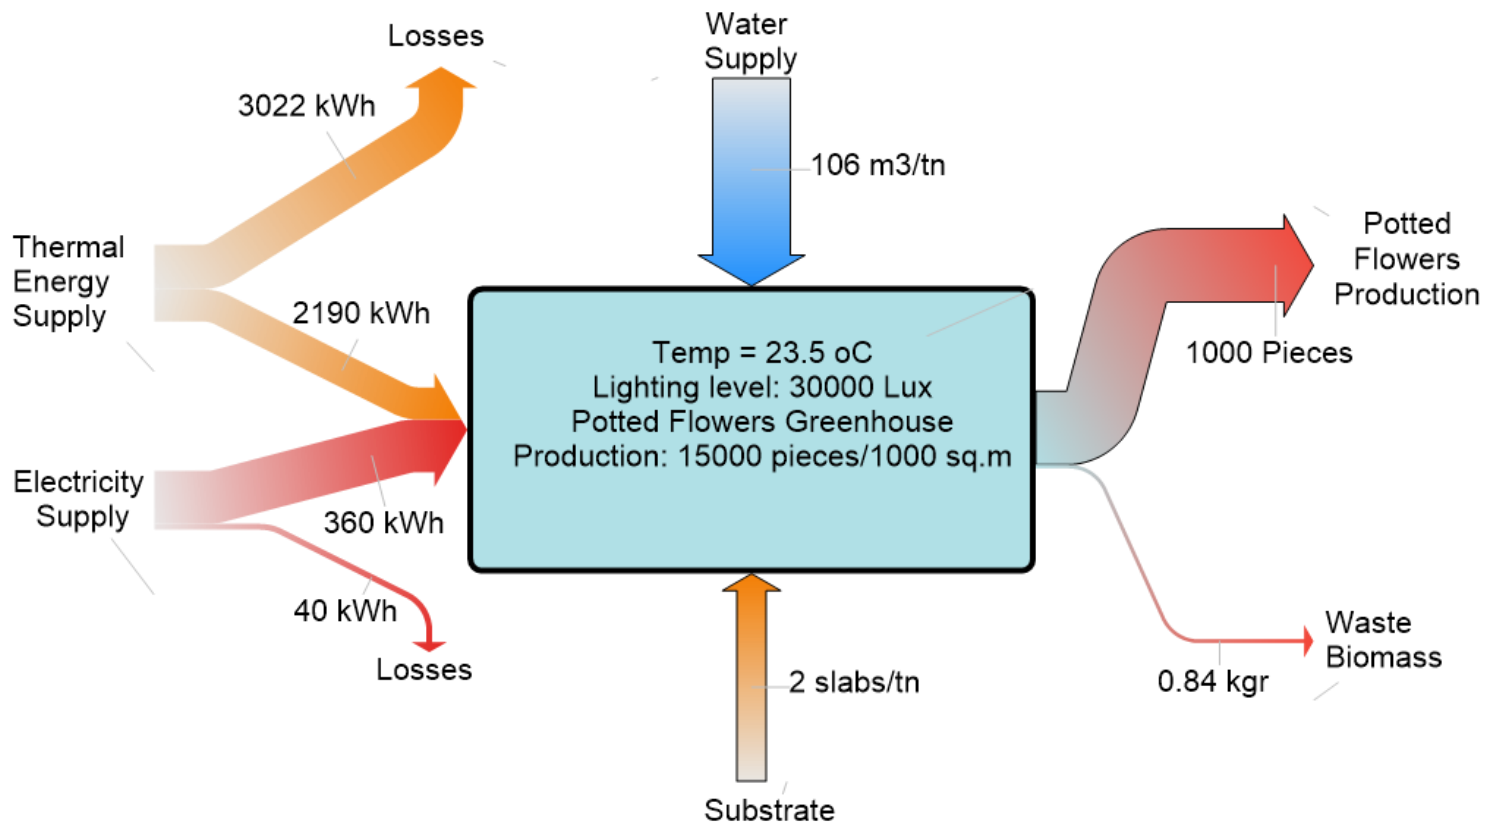 Losses
3022 kWh
Water
Supply
106 m3/tn
Thermal
Energy
Supply
2190 kWh
Electricity
Supply
360 kWh
40 kWh
Losses
Temp = 23.5 oC
Lighting level: 30000 Lux
Potted Flowers Greenhouse
Production: 15000 pieces/1000 sq.m
Potted
Flowers
Production
1000 Pieces
Waste
Biomass
0.84 kgr
2 slabs/tn
Substrate